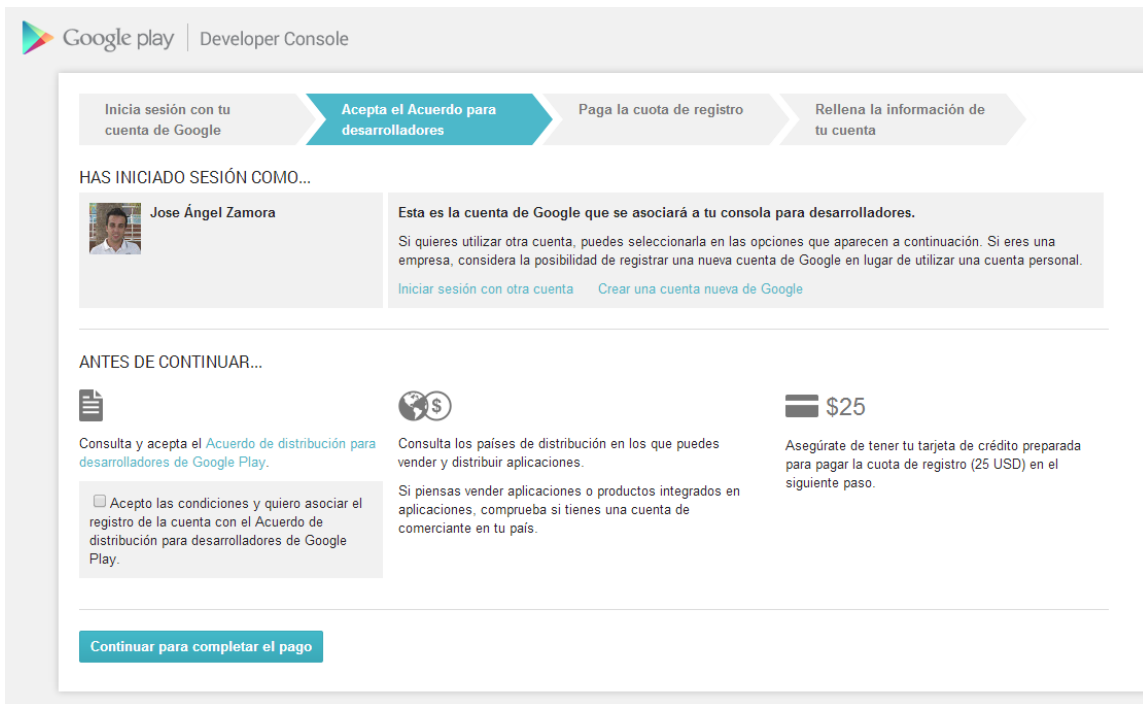 Google play | Developer Console
Inicia sesión con tu
cuenta de Google
Acepta el Acuerdo para
desarrolladores
Paga la cuota de registro
Rellena la información de
tu cuenta
HAS INICIADO SESIÓN COMO...
Jose Ángel Zamora
Esta es la cuenta de Google que se asociará a tu consola para desarrolladores.
Si quieres utilizar otra cuenta, puedes seleccionarla en las opciones que aparecen a continuación. Si eres una
empresa, considera la posibilidad de registrar una nueva cuenta de Google en lugar de utilizar una cuenta personal.
Iniciar sesión con otra cuenta Crear una cuenta nueva de Google
ANTES DE CONTINUAR...
Consulta y acepta el Acuerdo de distribución para
desarrolladores de Google Play.
Acepto las condiciones y quiero asociar el
registro de la cuenta con el Acuerdo de
distribución para desarrolladores de Google
Play.
$
Consulta los países de distribución en los que puedes
vender y distribuir aplicaciones.
Si piensas vender aplicaciones o productos integrados en
aplicaciones, comprueba si tienes una cuenta de
comerciante en tu país.
$25
Asegúrate de tener tu tarjeta de crédito preparada
para pagar la cuota de registro (25 USD) en el
siguiente paso.
Continuar para completar el pago